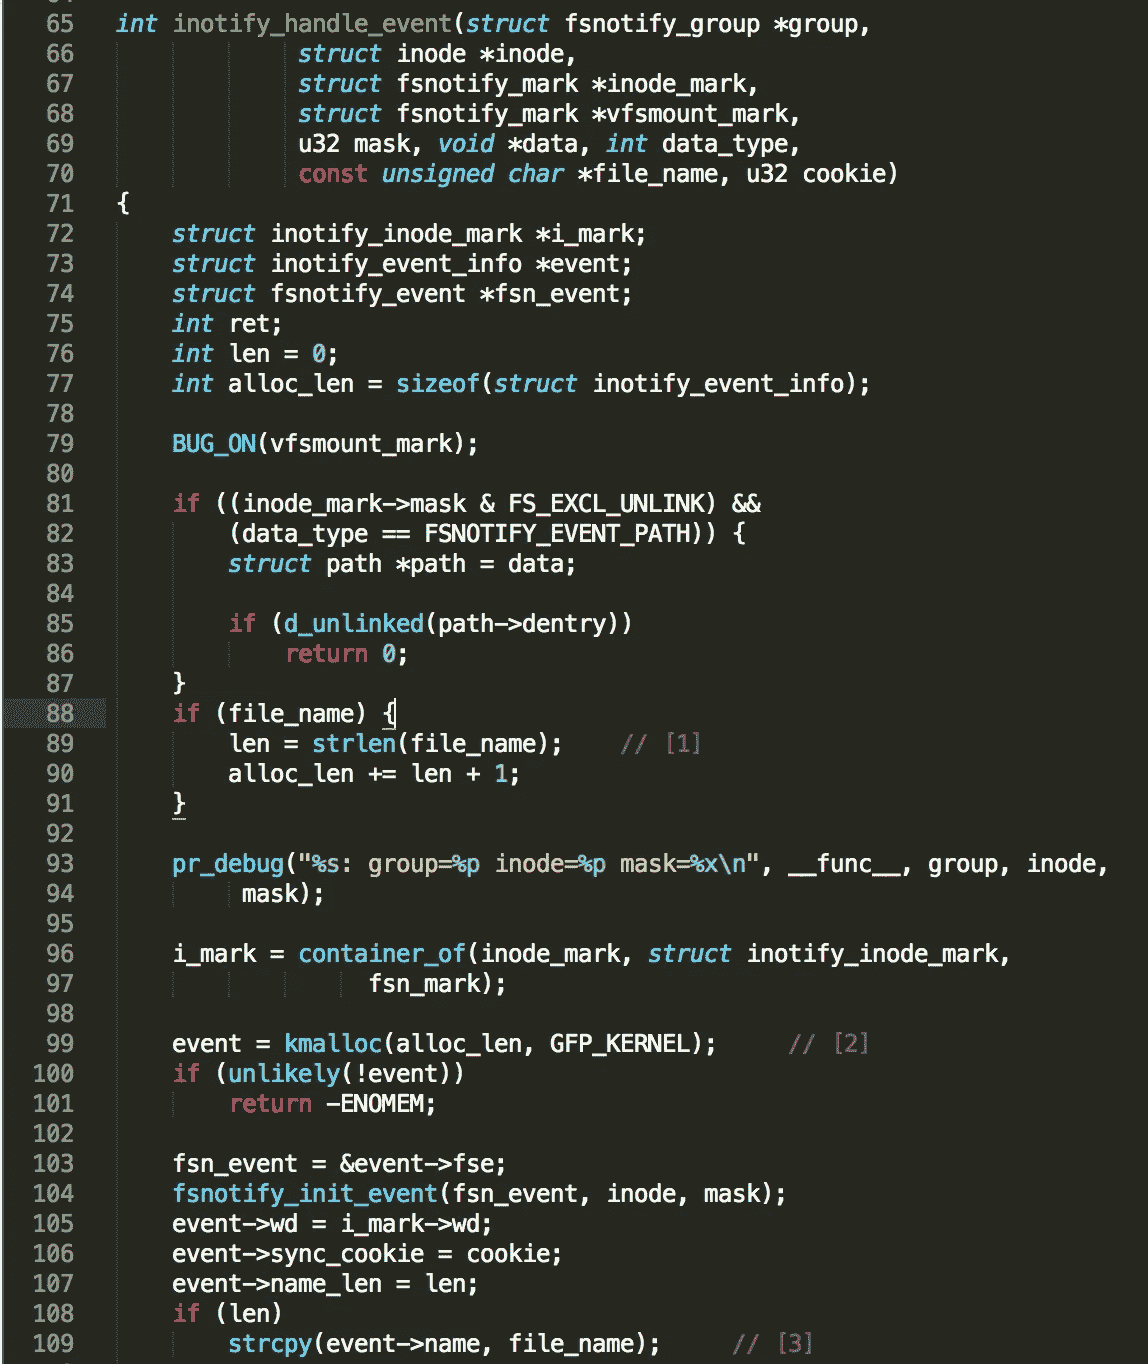 65 int inotify_handle_event(struct fsnotify_group *group,
66 struct inode *inode,
67 struct fsnotify_mark *inode_mark,
68 struct fsnotify_mark *vfsmount_mark,
69 u32 mask, void *data, int data_type,
70 const unsigned char *file_name, u32 cookie)
71 {
72 struct inotify_inode_mark *i_mark;
73 struct inotify_event_info *event;
74 struct fsnotify_event *fsn_event;
75 int ret;
76 int len = 0;
77 int alloc_len = sizeof(struct inotify_event_info);
78
79 BUG_ON(vfsmount_mark);
80
81 if ((inode_mark->mask & FS_EXCL_UNLINK) &&
82 (data_type == FSNOTIFY_EVENT_PATH)) {
83 struct path *path = data;
84
85 if (d_unlinked(path->dentry))
86 return 0;
87 }
88 if (file_name) {
89 len = strlen(file_name); // [1]
90 alloc_len += len + 1;
91 }
92
93 pr_debug("%s: group=%p inode=%p mask=%x\n", __func__, group, inode,
94 mask);
95
96 i_mark = container_of(inode_mark, struct inotify_inode_mark,
97 fsn_mark);
98
99 event = kmalloc(alloc_len, GFP_KERNEL); // [2]
100 if (unlikely(!event))
101 return -ENOMEM;
102
103 fsn_event = &event->fse;
104 fsnotify_init_event(fsn_event, inode, mask);
105 event->wd = i_mark->wd;
106 event->sync_cookie = cookie;
107 event->name_len = len;
108 if (len)
109 strcpy(event->name, file_name); // [3]